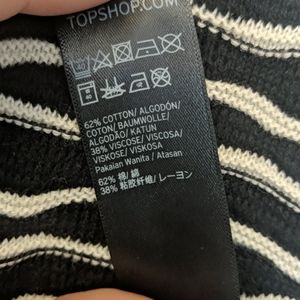 TOPSHOP.COM
62% COTTON/ ALGODÓN/
COTON/ BAUMWOLLE/
ALGODÃO/ KATUN
38% VISCOSE/ VISCOSA/
VISKOSE/ VISKOSA
Pakaian Wanita / Atasan
62% 棉/ 綿
38% 粘胶纤维/ レーヨン